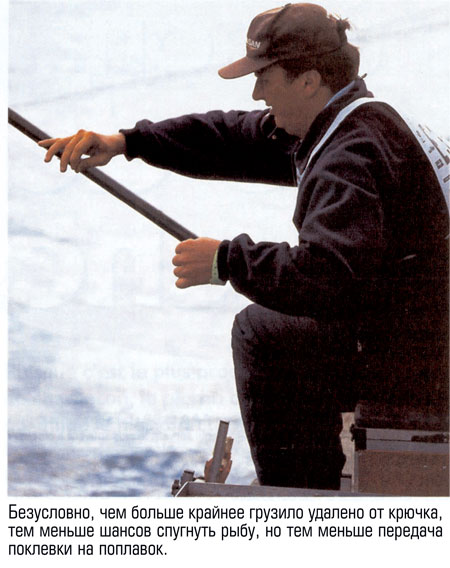 Безусловно, чем больше крайнее грузило удалено от крючка,
тем меньше шансов спугнуть рыбу, но тем меньше передача
поклевки на поплавок.